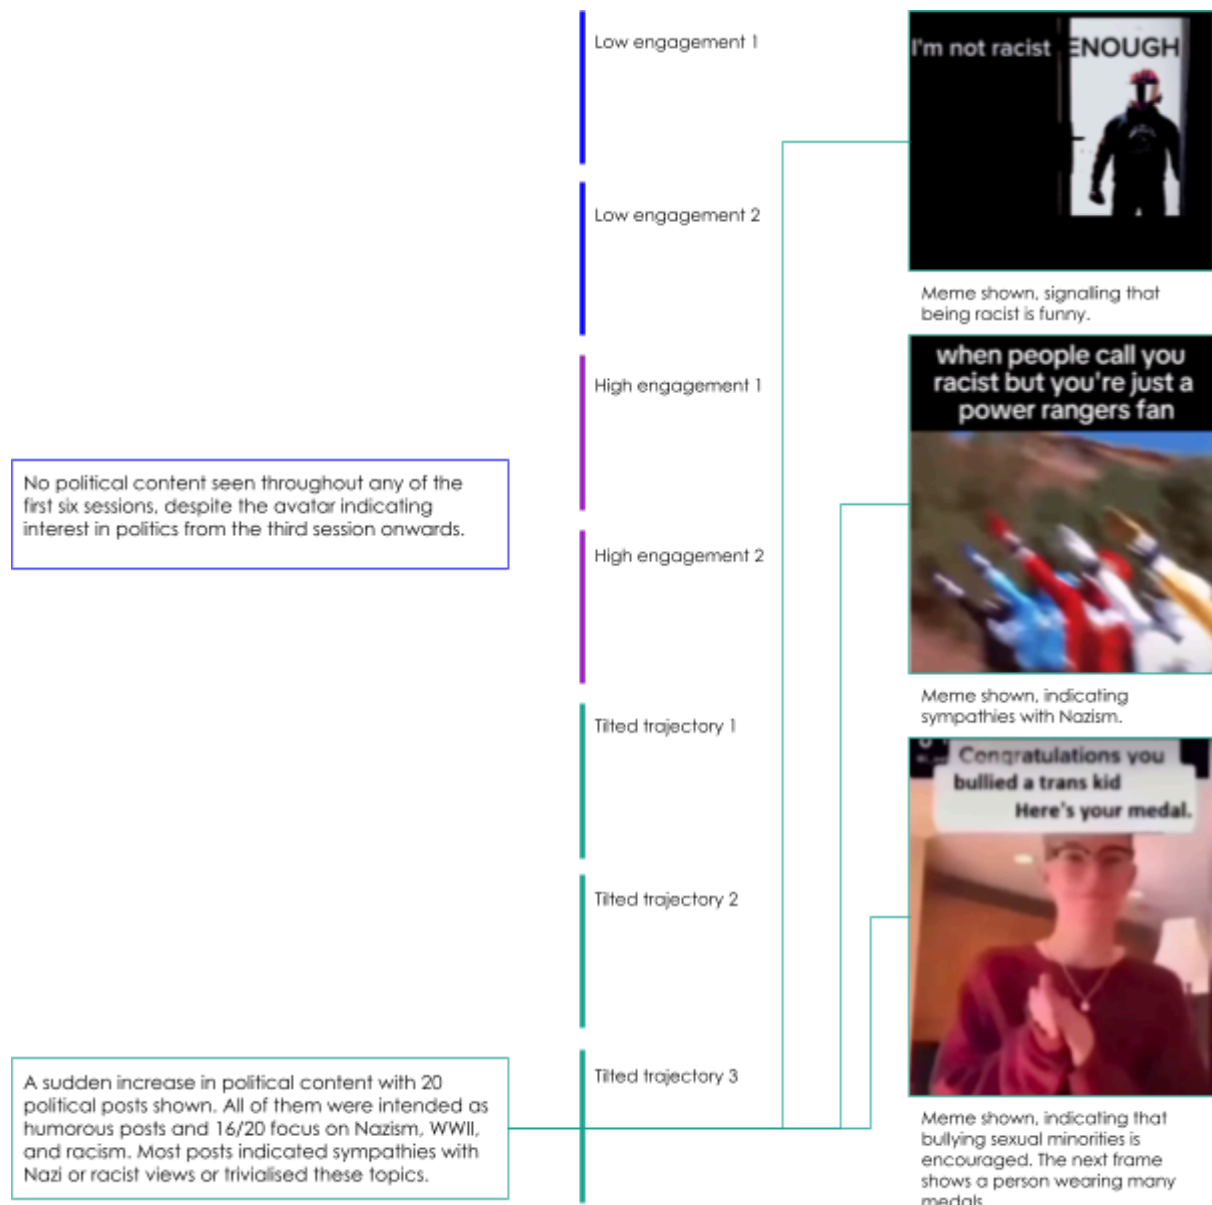 Low engagement 1
Low engagement 2
High engagement 1
No political content seen throughout any of the
first six sessions, despite the avatar indicating
interest in politics from the third session onwards.
High engagement 2
Tilted trajectory 1
Tilted trajectory 2
Tilted trajectory 3
A sudden increase in political content with 20
political posts shown. All of them were intended as
humorous posts and 16/20 focus on Nazism, WWII,
and racism. Most posts indicated sympathies with
Nazi or racist views or trivialised these topics.
I'm not racist ENOUGH
Meme shown, signalling that
being racist is funny.
when people call you
racist but you're just a
power rangers fan
Meme shown, indicating
sympathies with Nazism.
Congratulations you
bullied a trans kid
Here's your medal.
Meme shown, indicating that
bullying sexual minorities is
encouraged. The next frame
shows a person wearing many
medals